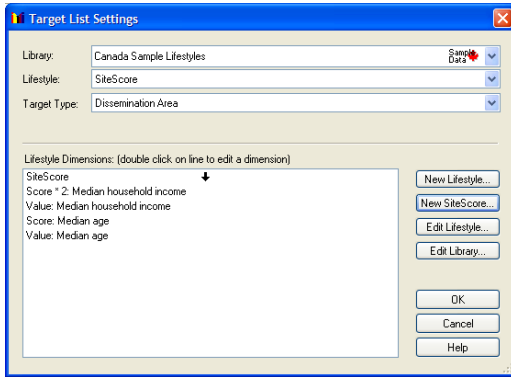 Target List Settings
Library:
Canada Sample Lifestyles
Sample
Data
Lifestyle:
SiteScore
Target Type:
Dissemination Area
Lifestyle Dimensions: (double click on line to edit a dimension)
SiteScore
Score * 2: Median household income
Value: Median household income
Score: Median age
Value: Median age
New Lifestyle...
New SiteScore...
Edit Lifestyle...
Edit Library...
OK
Cancel
Help